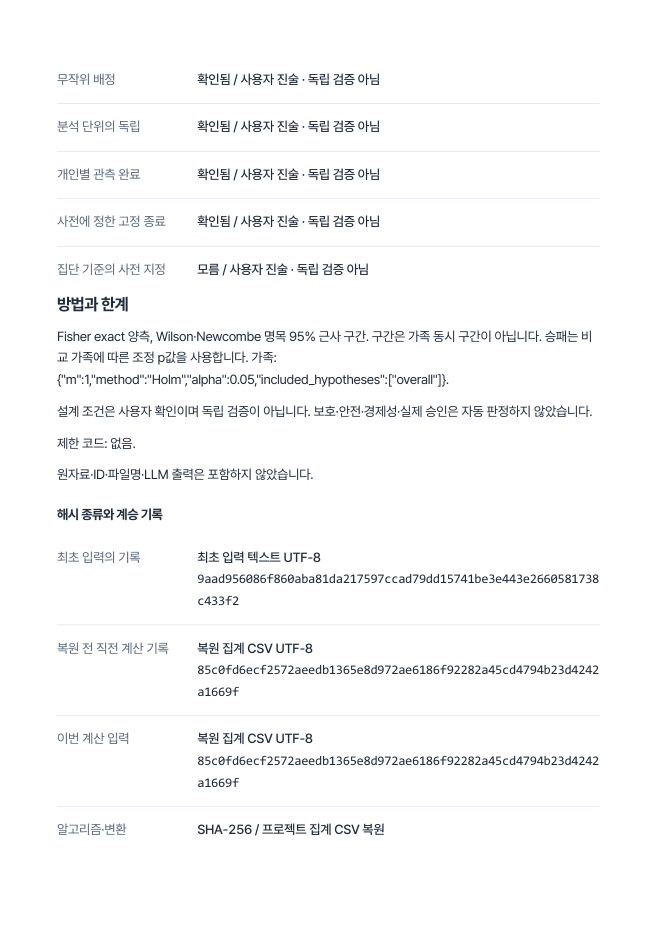 무작위 배정 확인됨 / 사용자 진술 · 독립 검증 아님
분석 단위의 독립 확인됨 / 사용자 진술 · 독립 검증 아님
개인별 관측 완료 확인됨 / 사용자 진술 · 독립 검증 아님
사전에 정한 고정 종료 확인됨 / 사용자 진술 · 독립 검증 아님
집단 기준의 사전 지정 모름 / 사용자 진술 · 독립 검증 아님
방법과 한계
Fisher exact 양측, Wilson·Newcombe 명목 95% 근사 구간. 구간은 가족 동시 구간이 아닙니다. 승패는 비
교 가족에 따른 조정 p값을 사용합니다. 가족:
{"m":1,"method":"Holm","alpha":0.05,"included_hypotheses":["overall"]}.
설계 조건은 사용자 확인이며 독립 검증이 아닙니다. 보호·안전·경제성·실제 승인은 자동 판정하지 않았습니다.
제한 코드: 없음.
원자료·ID·파일명·LLM 출력은 포함하지 않았습니다.
해시 종류와 계승 기록
최초 입력의 기록 최초 입력 텍스트 UTF-8
9aad956086f860aba81da217597ccad79dd15741be3e443e2660581738
c433f2
복원 전 직전 계산 기록 복원 집계 CSV UTF-8
85c0fd6ecf2572aeedb1365e8d972ae6186f92282a45cd4794b23d4242
a1669f
이번 계산 입력 복원 집계 CSV UTF-8
85c0fd6ecf2572aeedb1365e8d972ae6186f92282a45cd4794b23d4242
a1669f
알고리즘·변환 SHA-256 / 프로젝트 집계 CSV 복원